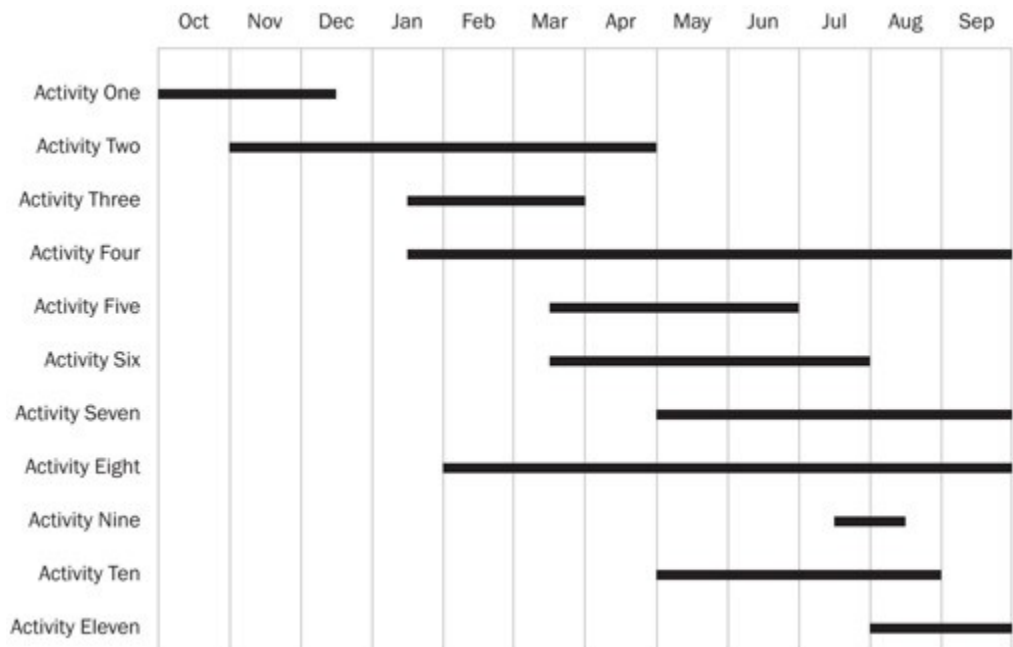 Oct Nov Dec Jan Feb Mar Apr May Jun Jul Aug Sep
Activity One
Activity Two
Activity Three
Activity Four
Activity Five
Activity Six
Activity Seven
Activity Eight
Activity Nine
Activity Ten
Activity Eleven